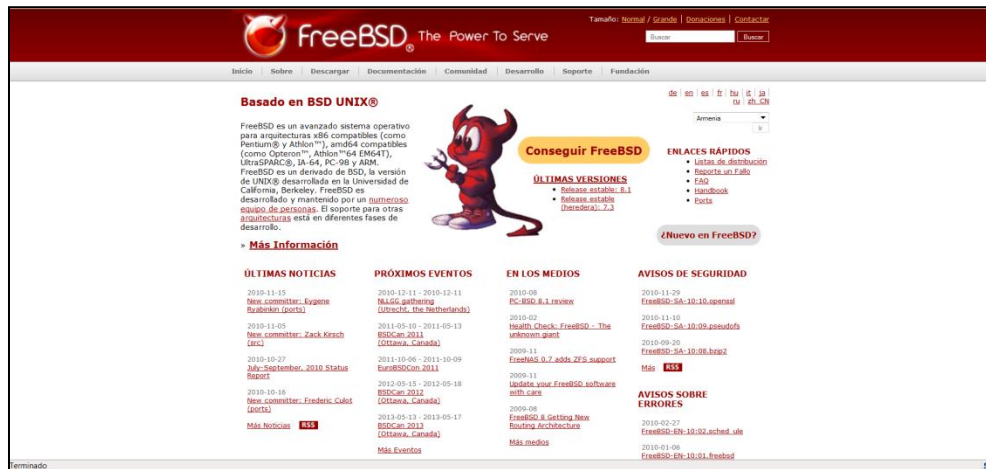 Tamaño: Normal / Grande | Donaciones | Contactar
FreeBSD® The Power To Serve
Buscar Buscar
Inicio Sobre Descargar Documentación Comunidad Desarrollo Soporte Fundación
de en es fr hu it ja
ru zh_CN
Armenia
Ir
Basado en BSD UNIX®
FreeBSD es un avanzado sistema operativo
para arquitecturas x86 compatibles (como
Pentium® y Athlon™), amd64 compatibles
(como Opteron™, Athlon™64
EM64T),
UltraSPARC®, IA-64, PC-98 y ARM.
FreeBSD es un derivado de BSD, la versión
de UNIX® desarrollada en la Universidad de
California, Berkeley. FreeBSD es
desarrollado y mantenido por un numeroso
equipo de personas. El soporte para otras
arquitecturas está en diferentes fases de
desarrollo.
» Más Información
Conseguir FreeBSD
ÚLTIMAS VERSIONES
Release estable: 8.1
Release estable
(heredera): 7.3
ENLACES RÁPIDOS
Listas de distribución
Reporte un Fallo
FAQ
Handbook
Ports
¿Nuevo en FreeBSD?
ÚLTIMAS NOTICIAS
2010-11-15
New committer: Eygene
Ryabinkin (ports)
2010-11-05
New committer: Zack Kirsch
(src)
2010-10-27
July-September, 2010 Status
Report
2010-10-16
New committer: Frederic Culot
(ports)
Más Noticias RSS
PRÓXIMOS EVENTOS
2010-12-11 - 2010-12-11
NLLGG gathering
(Utrecht, the Netherlands)
2011-05-10 - 2011-05-13
BSDCan 2011
(Ottawa, Canada)
2011-10-06 - 2011-10-09
EuroBSDCon 2011
2012-05-15 - 2012-05-18
BSDCan 2012
(Ottawa, Canada)
2013-05-13 - 2013-05-17
BSDCan 2013
(Ottawa, Canada)
Más Eventos
EN LOS MEDIOS
2010-08
PC-BSD 8.1 review
2010-02
Health Check: FreeBSD - The
unknown giant
2009-11
FreeNAS 0.7 adds ZFS support
2009-11
Update your FreeBSD software
with care
2009-08
FreeBSD 8 Getting New
Routing Architecture
Más medios
AVISOS DE SEGURIDAD
2010-11-29
FreeBSD-SA-10:10.openssl
2010-11-10
FreeBSD-SA-10:09.pseudofs
2010-09-20
FreeBSD-SA-10:08.bzip2
Más RSS
AVISOS SOBRE
ERRORES
2010-02-27
FreeBSD-EN-10:02.sched_ule
2010-01-06
FreeBSD-EN-10:01.freebsd
Terminado